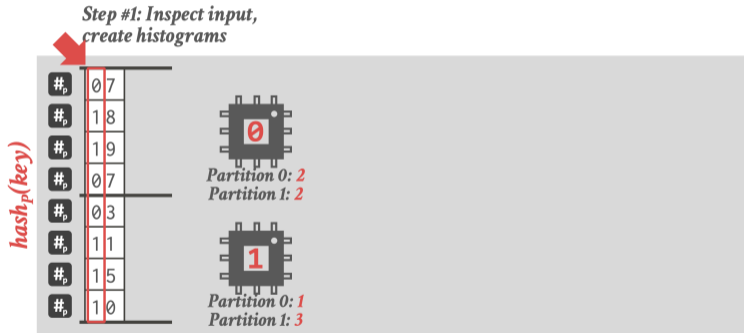 Step #1: Inspect input,
create histograms
hashP(key)
#P 07
#P 18
#P 19
#P 07
#P 03
#P 11
#P 15
#P 10
0
Partition 0: 2
Partition 1: 2
1
Partition 0: 1
Partition 1: 3